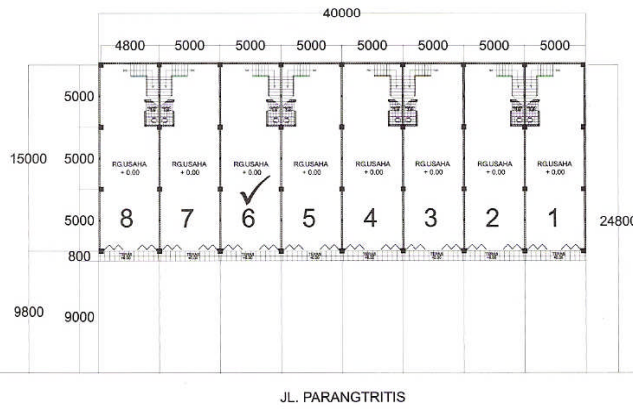 40000
4800 5000 5000 5000 5000 5000 5000 5000
5000
15000 5000
RG.USAHA RG.USAHA RG.USAHA RG.USAHA RG.USAHA RG.USAHA RG.USAHA RG.USAHA
+ 0.00 + 0.00 + 0.00 + 0.00 + 0.00 + 0.00 + 0.00 + 0.00
5000 8 7 6 5 4 3 2 1 24800
800
9800 9000
JL. PARANGTRITIS